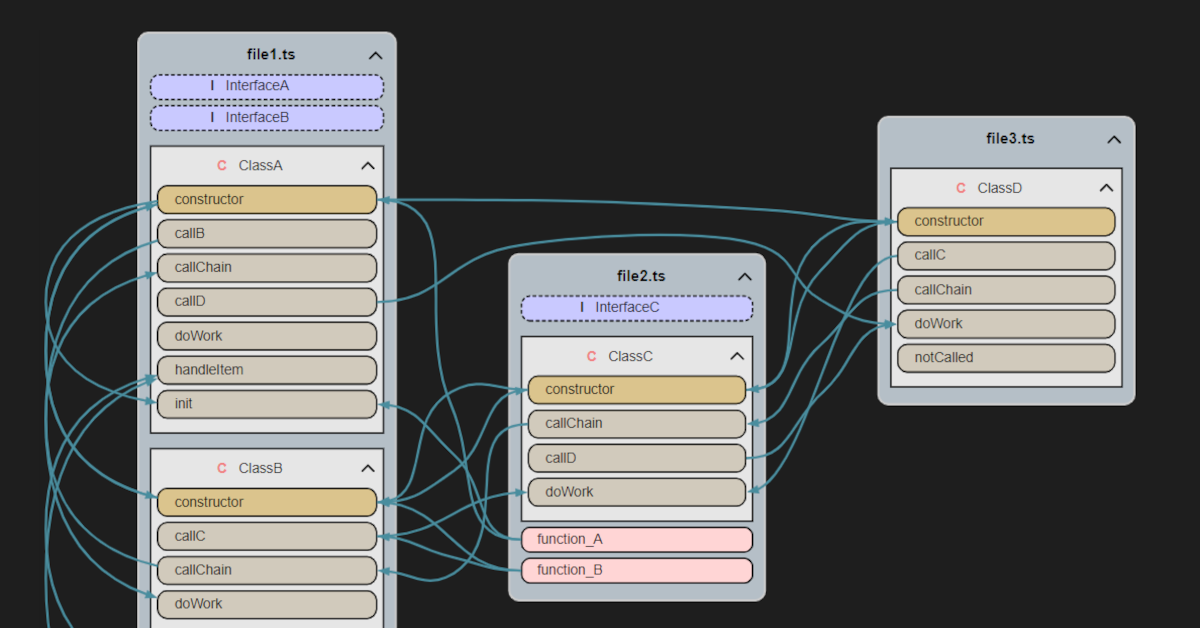 file1.ts
I InterfaceA
I InterfaceB
C ClassA
constructor
callB
callChain
callD
doWork
handleItem
init
C ClassB
constructor
callC
callChain
doWork
file2.ts
I InterfaceC
C ClassC
constructor
callChain
callD
doWork
function_A
function_B
file3.ts
C ClassD
constructor
callC
callChain
doWork
notCalled